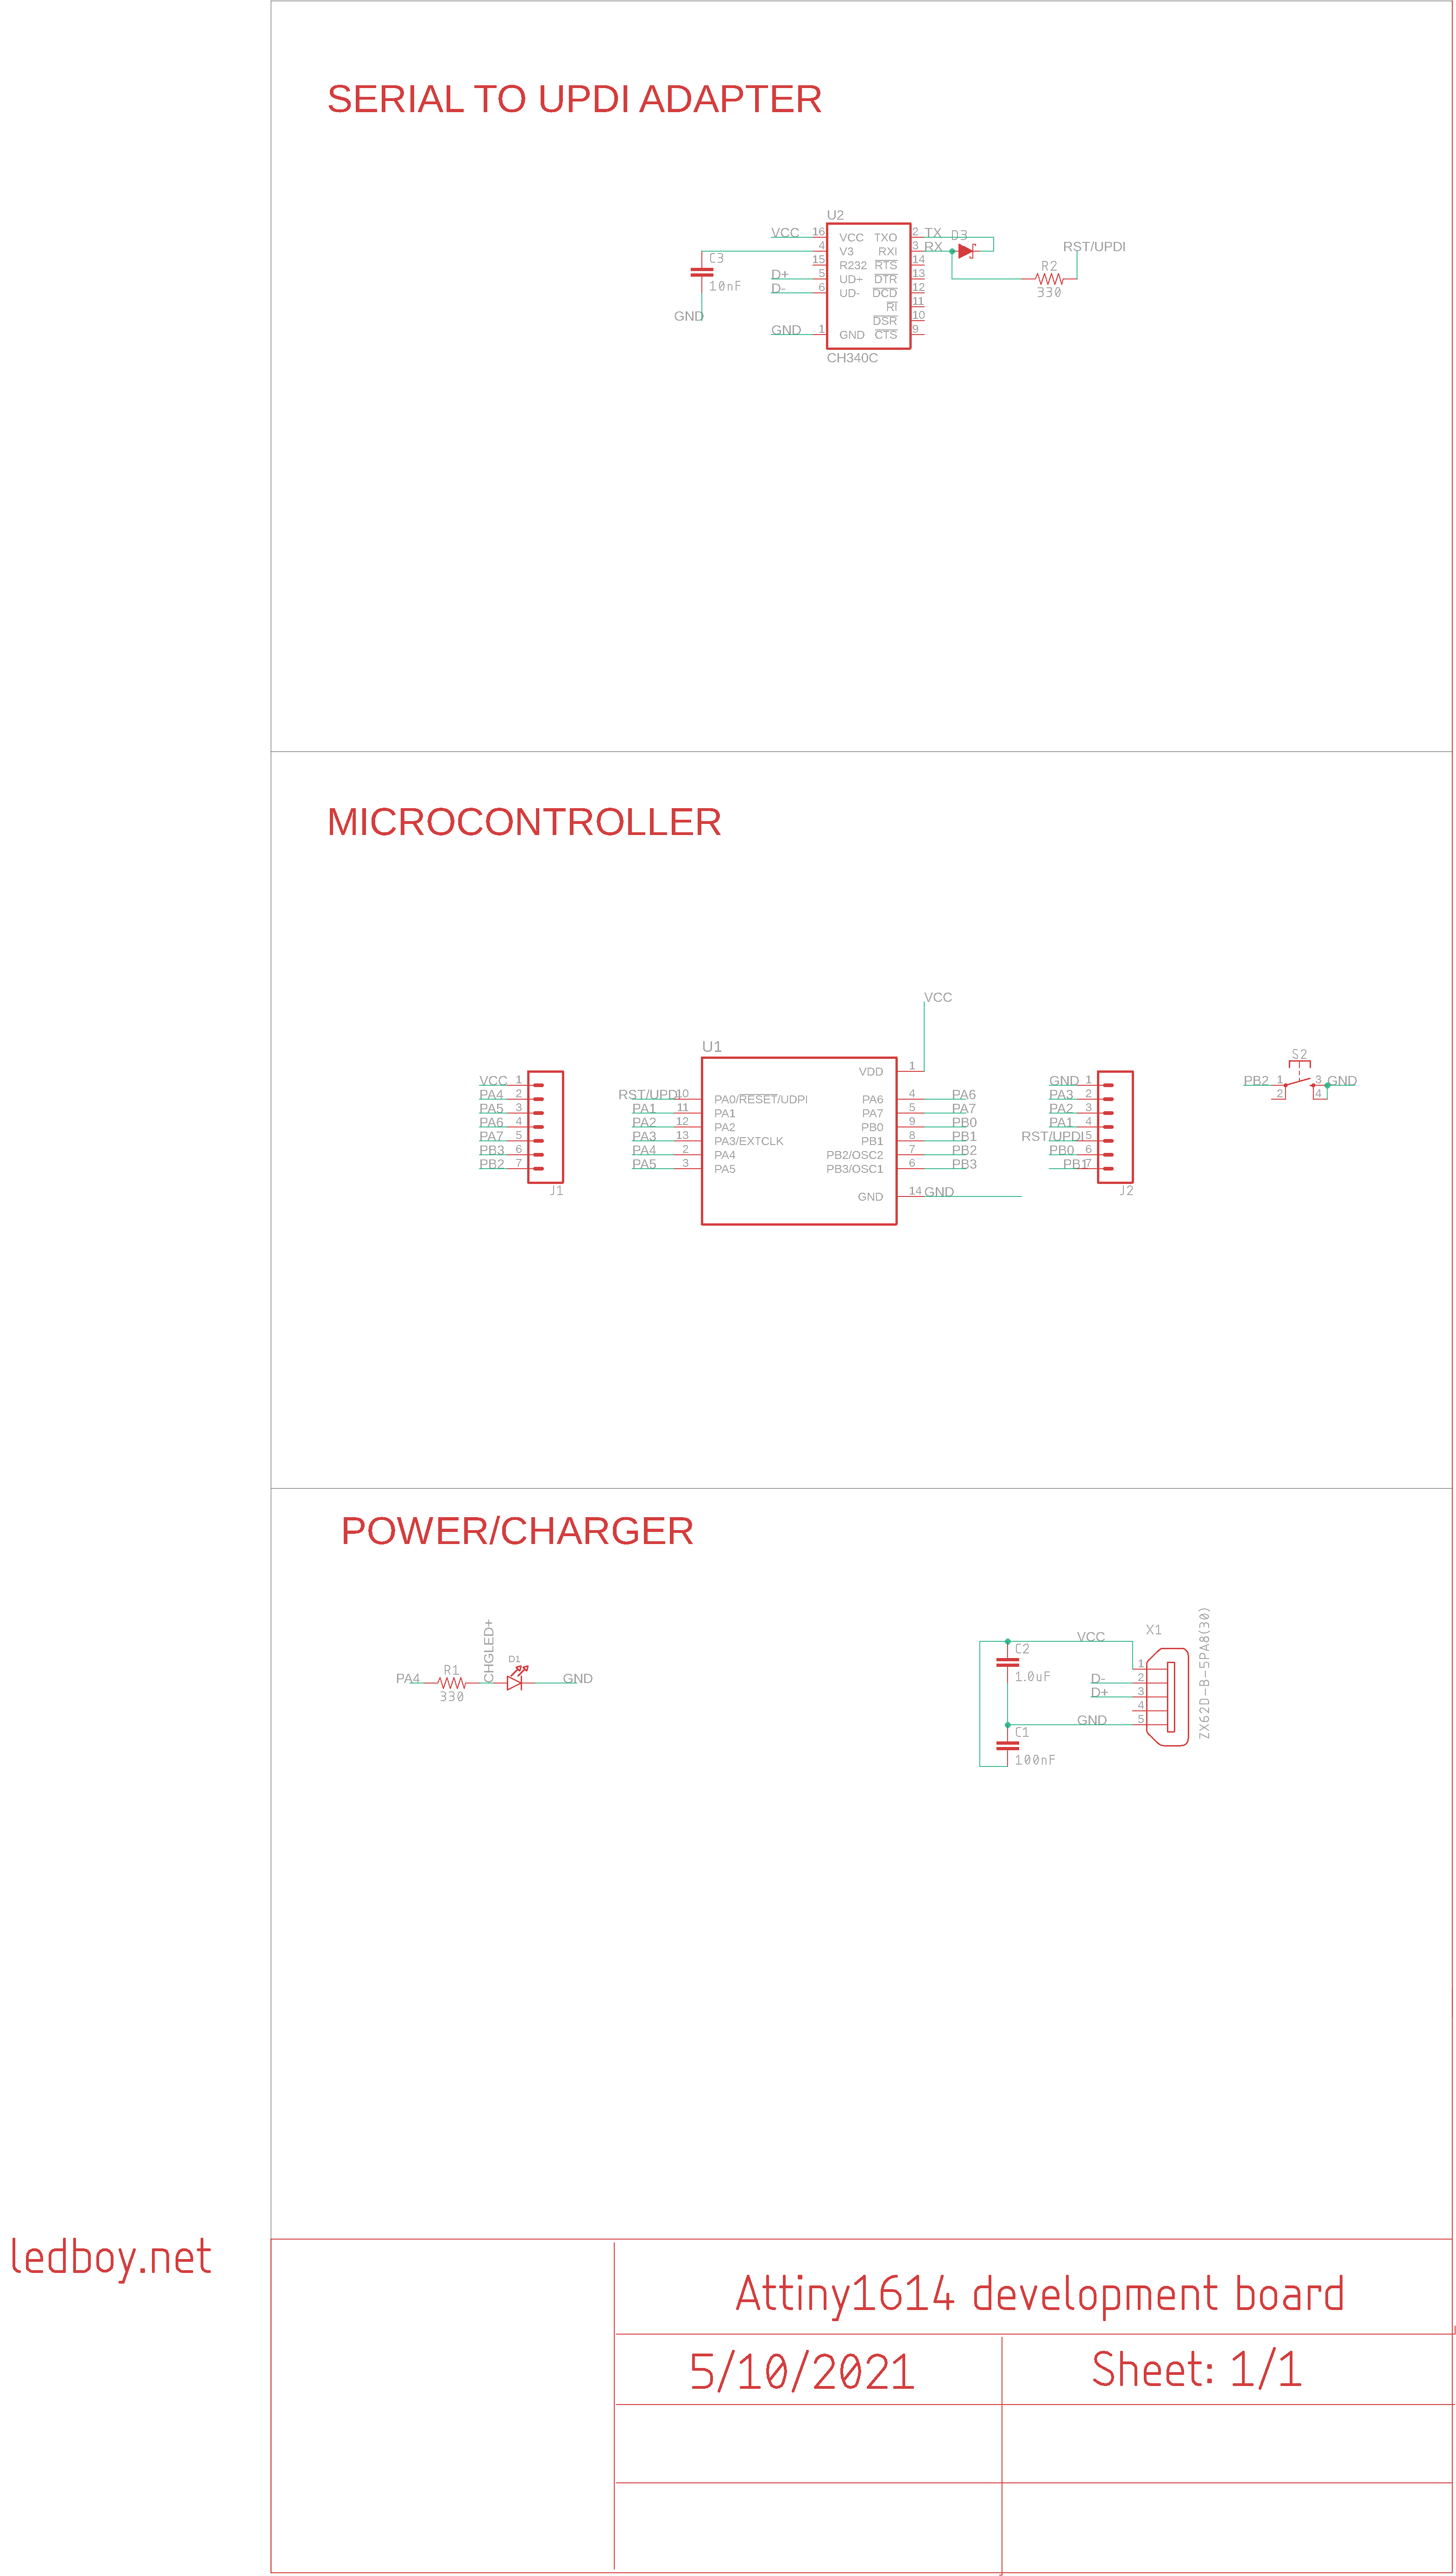 SERIAL TO UPDI ADAPTER
U2
VCC 16 VCC TXO 2 TX D3
4 V3 RXI 3 RX RST/UPDI
C3 15 R232 RTS 14 R2
D+ 5 UD+ DTR 13
10nF D- 6 UD- DCD 12 330
RI 11
GND DSR 10
GND 1 GND CTS 9
CH340C
MICROCONTROLLER
VCC
U1
VDD 1
S2
VCC 1
PA4 2
PA5 3
PA6 4
PA7 5
PB3 6
PB2 7
J1
RST/UPDI 10 PA0/RESET/UDPI
PA1 11 PA1
PA2 12 PA2
PA3 13 PA3/EXTCLK
PA4 2 PA4
PA5 3 PA5
PA6 4 PA6
PA7 5 PA7
PB0 9 PB0
PB1 8 PB1
PB2/OSC2 7 PB2
PB3/OSC1 6 PB3
GND 14 GND
GND 1
PA3 2
PA2 3
PA1 4
RST/UPDI 5
PB0 6
PB1 7
J2
PB2 1 3 GND
2 4
POWER/CHARGER
CHGLED+
D1
PA4 R1 GND
330
VCC X1
C2
1.0uF
1
D- 2
D+ 3
4
GND 5
C1
100nF
ZX62D-B-5PA8(30)
ledboy.net
Attiny1614 development board
5/10/2021 Sheet: 1/1